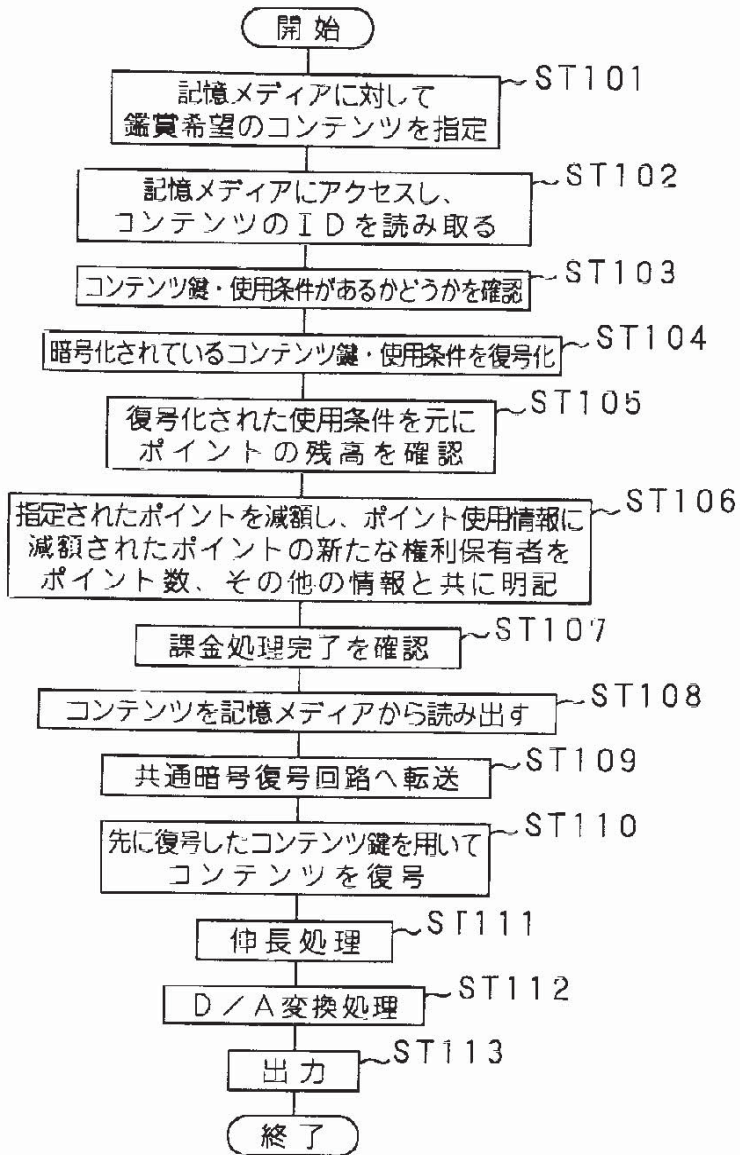 開始
記憶メディアに対して
鑑賞希望のコンテンツを指定
ST101
記憶メディアにアクセスし、
コンテンツのIDを読み取る
ST102
コンテンツ鍵・使用条件があるかどうかを確認
ST103
暗号化されているコンテンツ鍵・使用条件を復号化
ST104
復号化された使用条件を元に
ポイントの残高を確認
ST105
指定されたポイントを減額し、ポイント使用情報に
減額されたポイントの新たな権利保有者を
ポイント数、その他の情報と共に明記
ST106
課金処理完了を確認
ST107
コンテンツを記憶メディアから読み出す
ST108
共通暗号復号回路へ転送
ST109
先に復号したコンテンツ鍵を用いて
コンテンツを復号
ST110
伸長処理
ST111
D/A変換処理
ST112
出力
ST113
終了